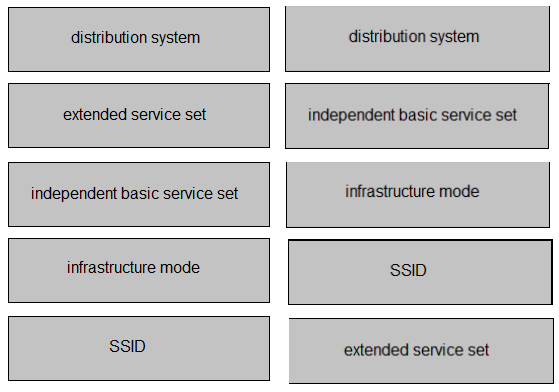 distribution system
extended service set
independent basic service set
infrastructure mode
SSID
distribution system
independent basic service set
infrastructure mode
SSID
extended service set